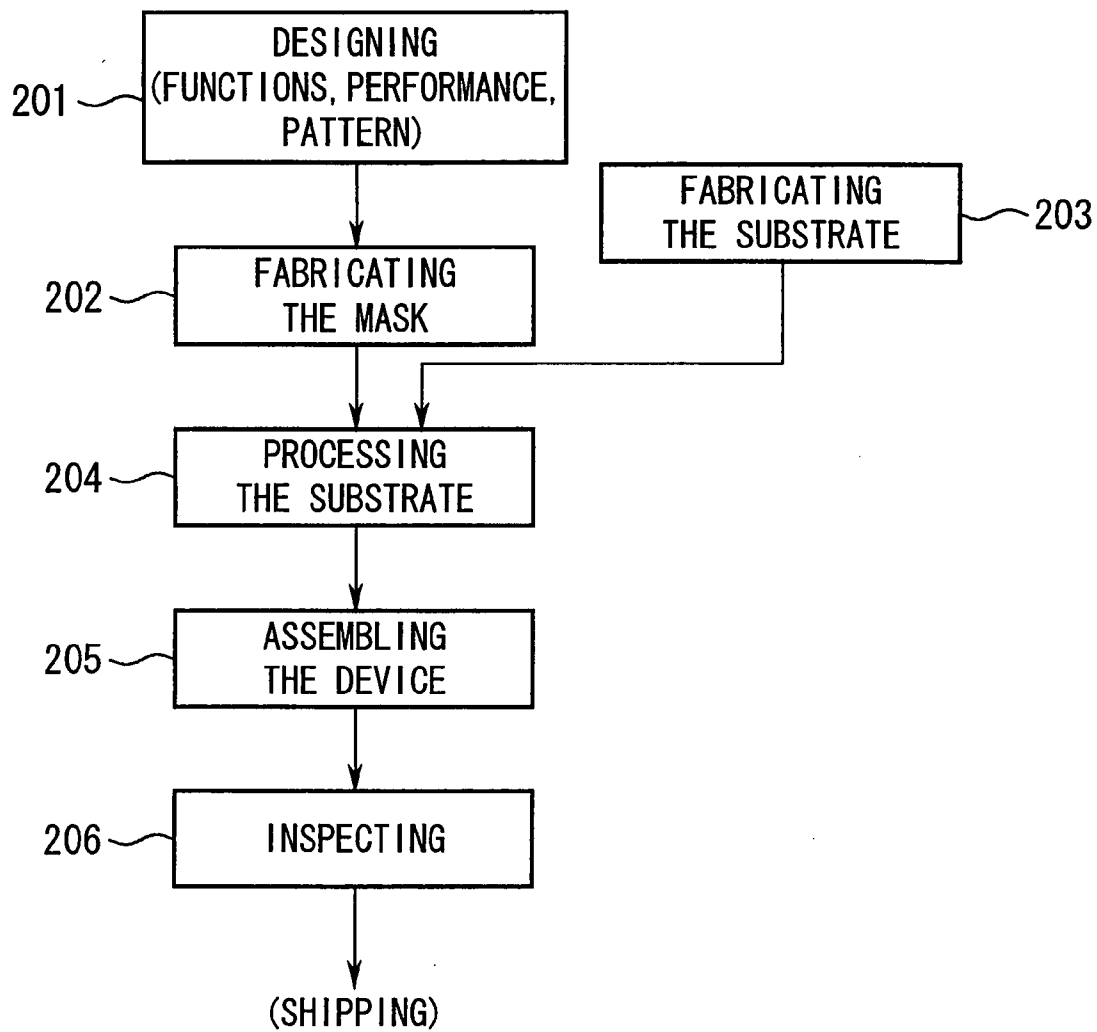 DESIGNING
(FUNCTIONS, PERFORMANCE,
PATTERN)
201
FABRICATING
THE SUBSTRATE
203
FABRICATING
THE MASK
202
PROCESSING
THE SUBSTRATE
204
ASSEMBLING
THE DEVICE
205
INSPECTING
206
(SHIPPING)